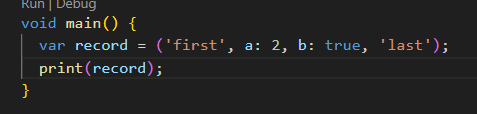 Run | Debug
void main() {
  var record = ('first', a: 2, b: true, 'last');
  print(record);
}